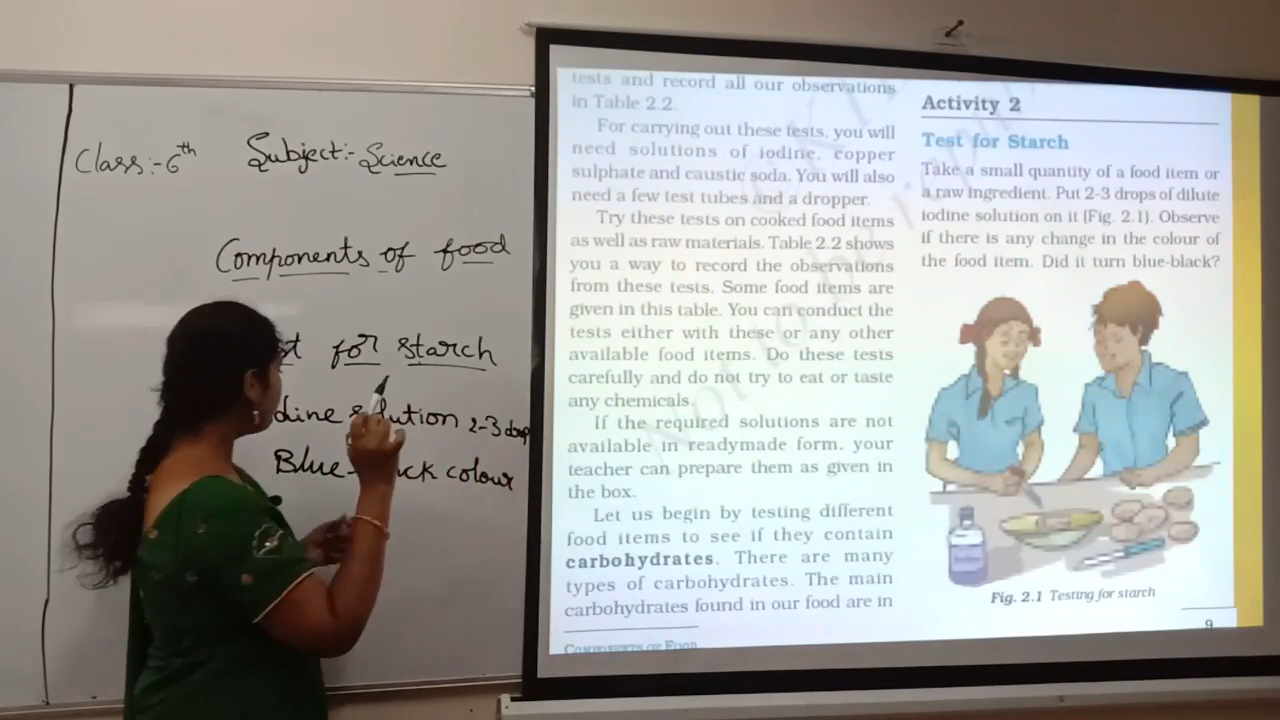 Class:- 6th Subject:- Science
Components of food
for starch
solution 2-3 drop
colour
tests and record all our observations
in Table 2.2.
For carrying out these tests, you will
need solutions of iodine, copper
sulphate and caustic soda. You will also
need a few test tubes and a dropper.
Try these tests on cooked food items
as well as raw materials. Table 2.2 shows
you a way to record the observations
from these tests. Some food items are
given in this table. You can conduct the
tests either with these or any other
available food items. Do these tests
carefully and do not try to eat or taste
any chemicals.
If the required solutions are not
available in readymade form, your
teacher can prepare them as given in
the box.
Let us begin by testing different
food items to see if they contain
carbohydrates. There are many
types of carbohydrates. The main
carbohydrates found in our food are in
COMPONENTS OF FOOD
Activity 2
Test for Starch
Take a small quantity of a food item or
a raw ingredient. Put 2-3 drops of dilute
iodine solution on it (Fig. 2.1). Observe
if there is any change in the colour of
the food item. Did it turn blue-black?
Fig. 2.1 Testing for starch
9